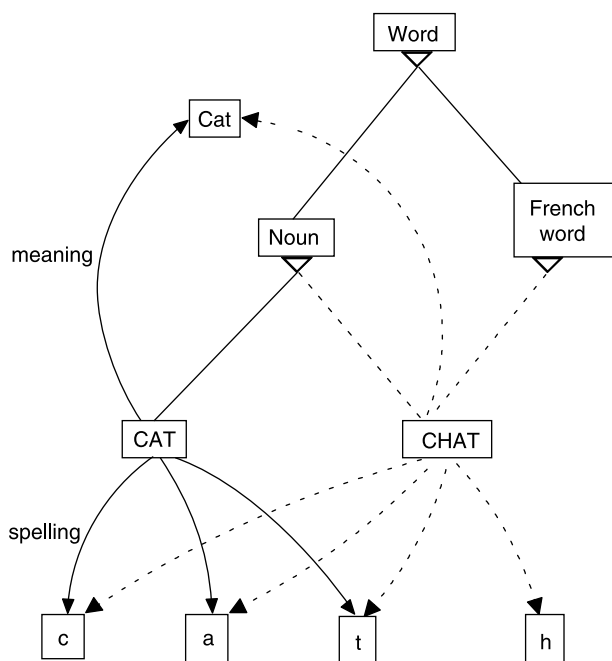 Word
Cat
French
word
Noun
meaning
CAT
CHAT
spelling
c
a
t
h